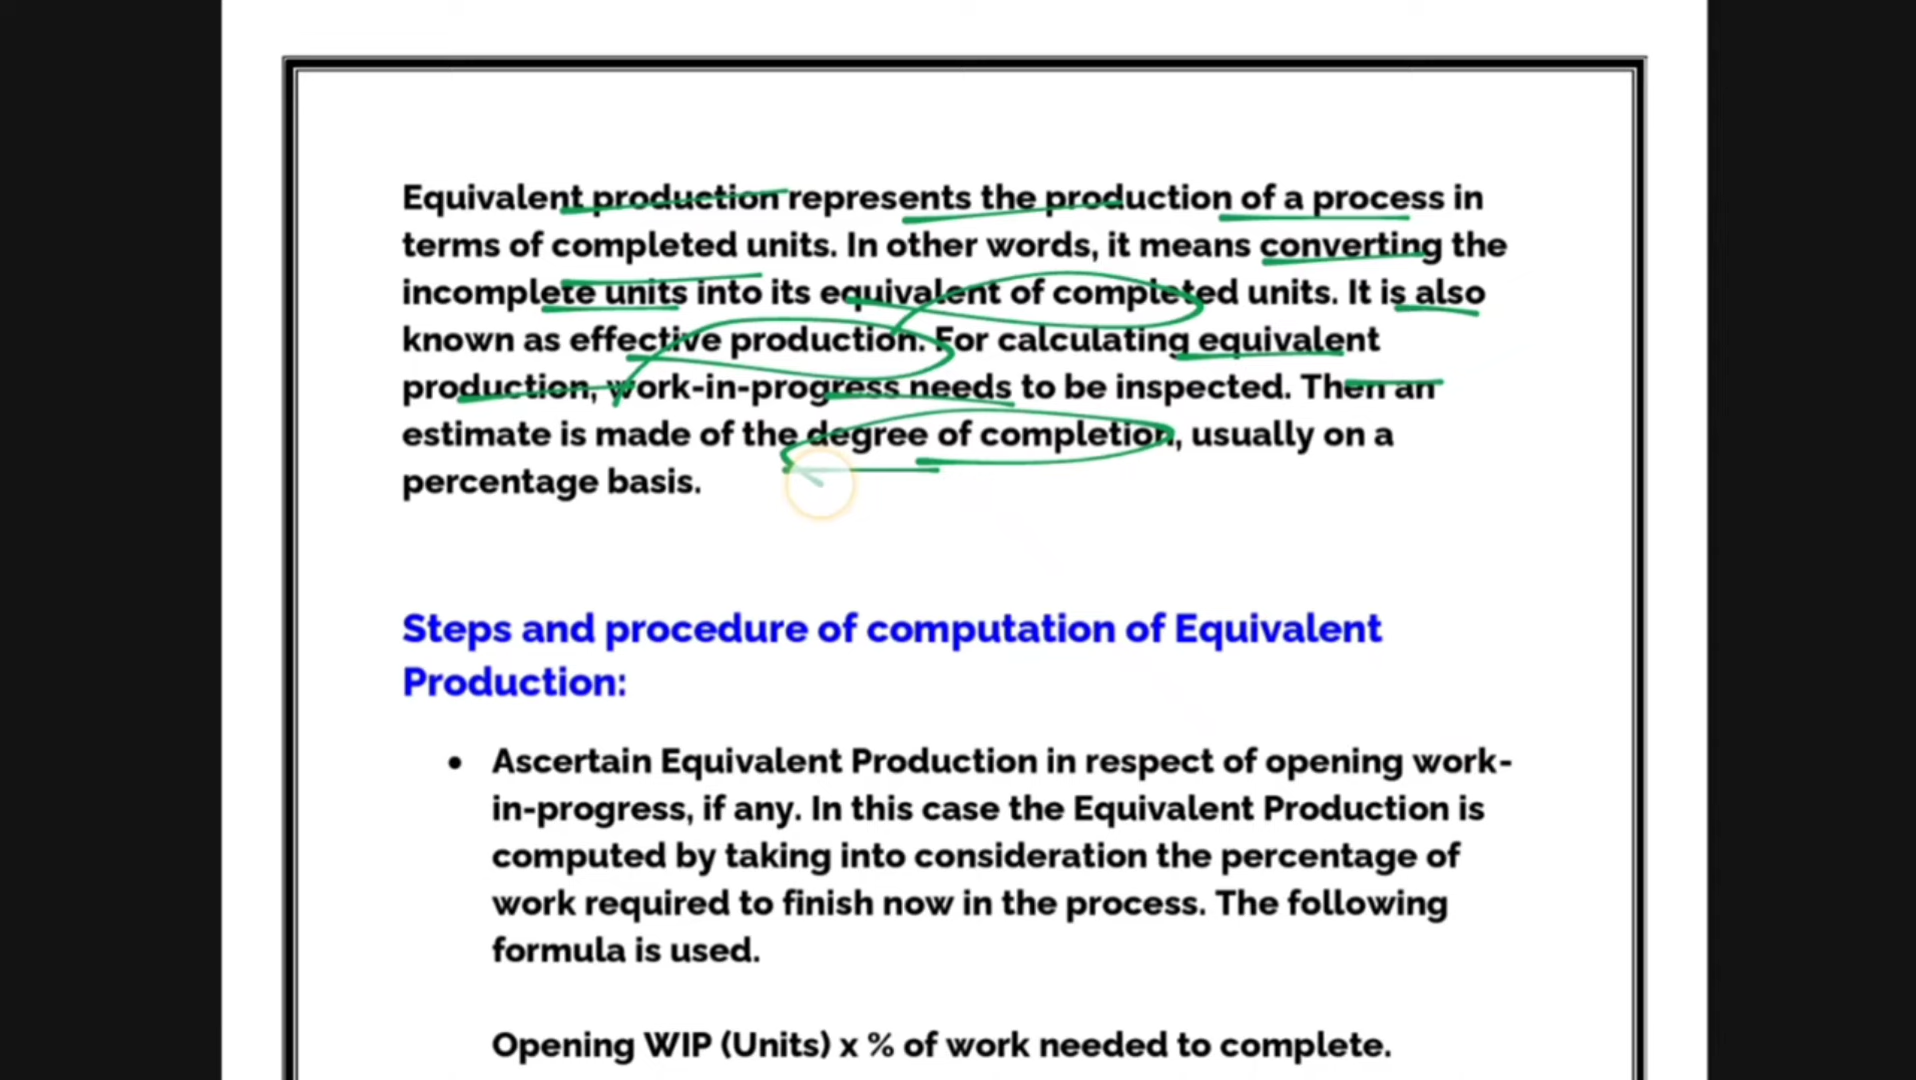 Equivalent production represents the production of a process in
terms of completed units. In other words, it means converting the
incomplete units into its equivalent of completed units. It is also
known as effective production. For calculating equivalent
production, work-in-progress needs to be inspected. Then an
estimate is made of the degree of completion, usually on a
percentage basis.
Steps and procedure of computation of Equivalent
Production:
• Ascertain Equivalent Production in respect of opening work-
in-progress, if any. In this case the Equivalent Production is
computed by taking into consideration the percentage of
work required to finish now in the process. The following
formula is used.
Opening WIP (Units) x % of work needed to complete.